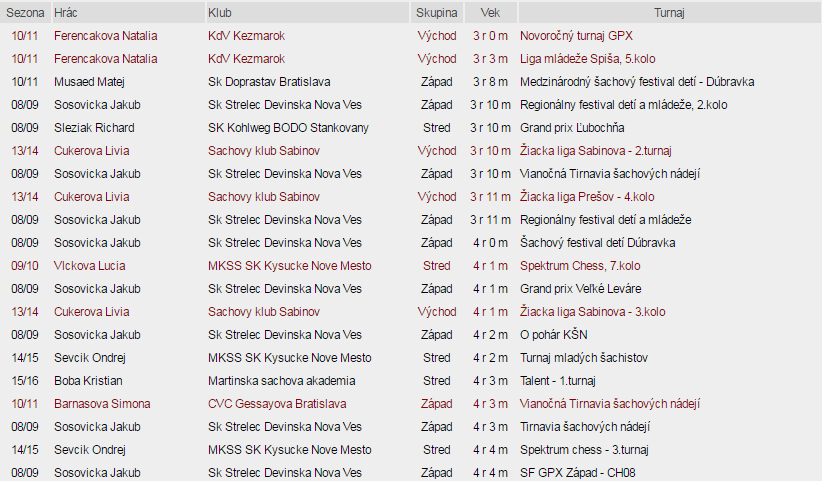 Sezona Hráč Klub Skupina Vek Turnaj
10/11 Ferencakova Natalia KdV Kezmarok Východ 3 r 0 m Novoročný turnaj GPX
10/11 Ferencakova Natalia KdV Kezmarok Východ 3 r 3 m Liga mládeže Spiša, 5.kolo
10/11 Musaed Matej Sk Doprastav Bratislava Západ 3 r 8 m Medzinárodný šachový festival detí - Dúbravka
08/09 Sosovicka Jakub Sk Strelec Devinska Nova Ves Západ 3 r 10 m Regionálny festival detí a mládeže, 2.kolo
08/09 Sleziak Richard SK Kohlweg BODO Stankovany Stred 3 r 10 m Grand prix Ľubochňa
13/14 Cukerova Livia Sachovy klub Sabinov Východ 3 r 10 m Žiacka liga Sabinova - 2.turnaj
08/09 Sosovicka Jakub Sk Strelec Devinska Nova Ves Západ 3 r 10 m Vianočná Tirnavia šachových nádejí
13/14 Cukerova Livia Sachovy klub Sabinov Východ 3 r 11 m Žiacka liga Prešov - 4.kolo
08/09 Sosovicka Jakub Sk Strelec Devinska Nova Ves Západ 3 r 11 m Regionálny festival detí a mládeže
08/09 Sosovicka Jakub Sk Strelec Devinska Nova Ves Západ 4 r 0 m Šachový festival detí Dúbravka
09/10 Vlckova Lucia MKSS SK Kysucke Nove Mesto Stred 4 r 1 m Spektrum Chess, 7.kolo
08/09 Sosovicka Jakub Sk Strelec Devinska Nova Ves Západ 4 r 1 m Grand prix Veľké Leváre
13/14 Cukerova Livia Sachovy klub Sabinov Východ 4 r 1 m Žiacka liga Sabinova - 3.kolo
08/09 Sosovicka Jakub Sk Strelec Devinska Nova Ves Západ 4 r 2 m O pohár KŠN
14/15 Sevcik Ondrej MKSS SK Kysucke Nove Mesto Stred 4 r 2 m Turnaj mladých šachistov
15/16 Boba Kristian Martinska sachova akademia Stred 4 r 3 m Talent - 1.turnaj
10/11 Barnasova Simona CVC Gessayova Bratislava Západ 4 r 3 m Vianočná Tirnavia šachových nádejí
08/09 Sosovicka Jakub Sk Strelec Devinska Nova Ves Západ 4 r 3 m Tirnavia šachových nádejí
14/15 Sevcik Ondrej MKSS SK Kysucke Nove Mesto Stred 4 r 4 m Spektrum chess - 3.turnaj
08/09 Sosovicka Jakub Sk Strelec Devinska Nova Ves Západ 4 r 4 m SF GPX Západ - CH08